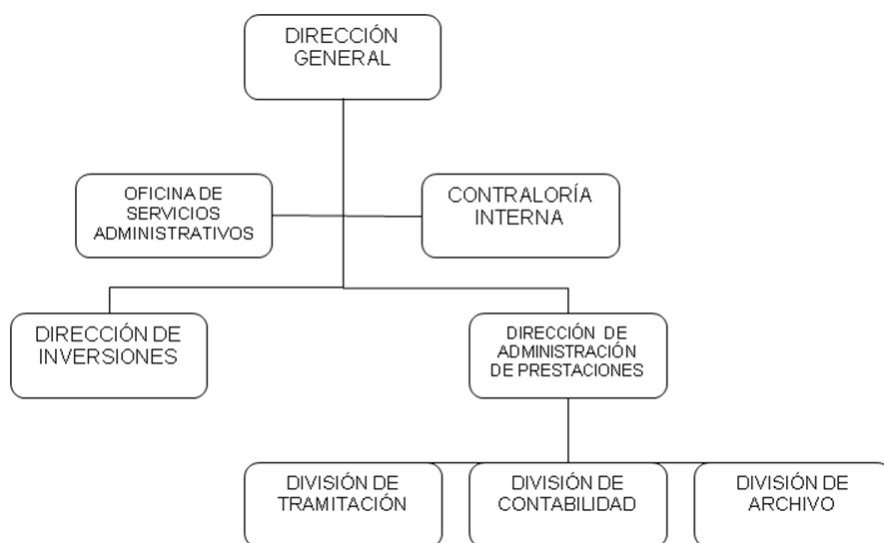 DIRECCIÓN
GENERAL
OFICINA DE
SERVICIOS
ADMINISTRATIVOS
CONTRALORÍA
INTERNA
DIRECCIÓN DE
INVERSIONES
DIRECCIÓN DE
ADMINISTRACIÓN
DE PRESTACIONES
DIVISIÓN DE
TRAMITACIÓN
DIVISIÓN DE
CONTABILIDAD
DIVISIÓN DE
ARCHIVO